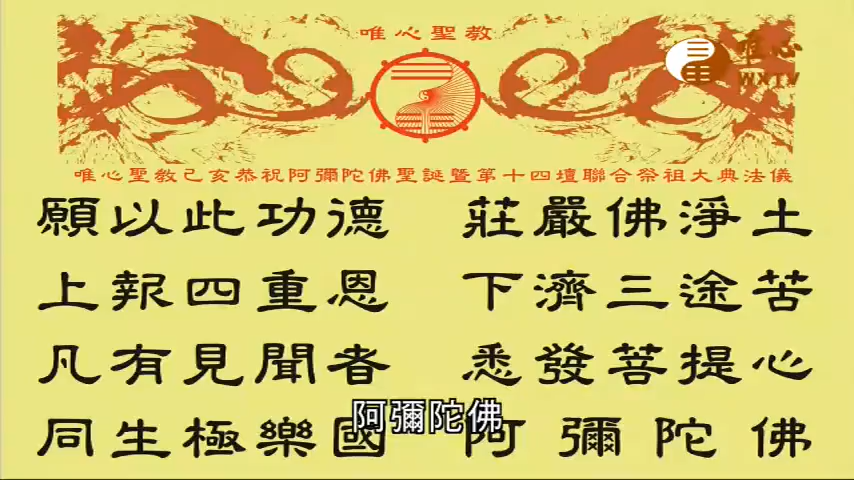 唯心聖教
唯心
WXTV
唯心聖教己亥恭祝阿彌陀佛聖誕暨第十四壇聯合祭祖大典法儀
願以此功德 莊嚴佛淨土
上報四重恩 下濟三途苦
凡有見聞者 悉發菩提心
同生極樂國 阿彌陀佛
阿彌陀佛